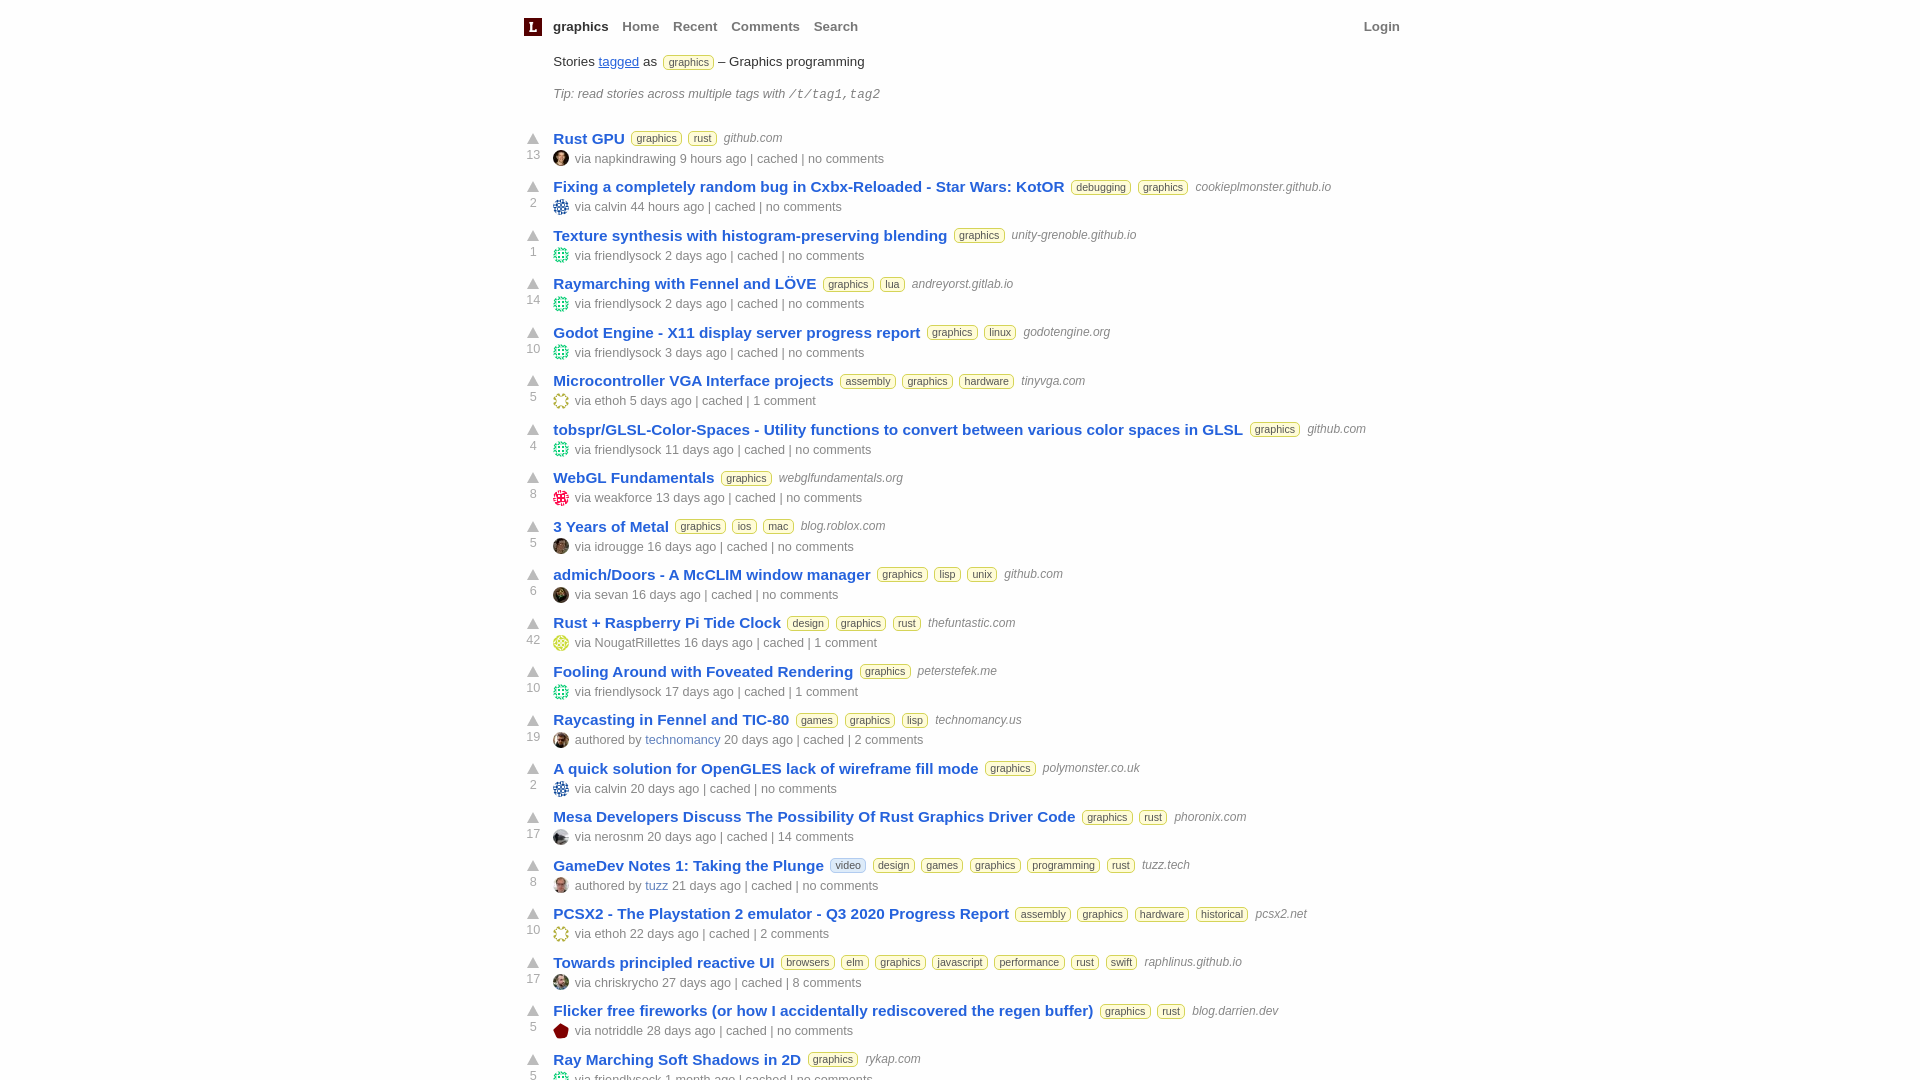 L graphics Home Recent Comments Search Login
Stories tagged as graphics – Graphics programming
Tip: read stories across multiple tags with /t/tag1,tag2
Rust GPU graphics rust github.com
13 via napkindrawing 9 hours ago | cached | no comments
Fixing a completely random bug in Cxbx-Reloaded - Star Wars: KotOR debugging graphics cookieplmonster.github.io
2 via calvin 44 hours ago | cached | no comments
Texture synthesis with histogram-preserving blending graphics unity-grenoble.github.io
1 via friendlysock 2 days ago | cached | no comments
Raymarching with Fennel and LÖVE graphics lua andreyorst.gitlab.io
14 via friendlysock 2 days ago | cached | no comments
Godot Engine - X11 display server progress report graphics linux godotengine.org
10 via friendlysock 3 days ago | cached | no comments
Microcontroller VGA Interface projects assembly graphics hardware tinyvga.com
5 via ethoh 5 days ago | cached | 1 comment
tobspr/GLSL-Color-Spaces - Utility functions to convert between various color spaces in GLSL graphics github.com
4 via friendlysock 11 days ago | cached | no comments
WebGL Fundamentals graphics webglfundamentals.org
8 via weakforce 13 days ago | cached | no comments
3 Years of Metal graphics ios mac blog.roblox.com
5 via idrougge 16 days ago | cached | no comments
admich/Doors - A McCLIM window manager graphics lisp unix github.com
6 via sevan 16 days ago | cached | no comments
Rust + Raspberry Pi Tide Clock design graphics rust thefuntastic.com
42 via NougatRillettes 16 days ago | cached | 1 comment
Fooling Around with Foveated Rendering graphics peterstefek.me
10 via friendlysock 17 days ago | cached | 1 comment
Raycasting in Fennel and TIC-80 games graphics lisp technomancy.us
19 authored by technomancy 20 days ago | cached | 2 comments
A quick solution for OpenGLES lack of wireframe fill mode graphics polymonster.co.uk
2 via calvin 20 days ago | cached | no comments
Mesa Developers Discuss The Possibility Of Rust Graphics Driver Code graphics rust phoronix.com
17 via nerosnm 20 days ago | cached | 14 comments
GameDev Notes 1: Taking the Plunge video design games graphics programming rust tuzz.tech
8 authored by tuzz 21 days ago | cached | no comments
PCSX2 - The Playstation 2 emulator - Q3 2020 Progress Report assembly graphics hardware historical pcsx2.net
10 via ethoh 22 days ago | cached | 2 comments
Towards principled reactive UI browsers elm graphics javascript performance rust swift raphlinus.github.io
17 via chriskrycho 27 days ago | cached | 8 comments
Flicker free fireworks (or how I accidentally rediscovered the regen buffer) graphics rust blog.darrien.dev
5 via notriddle 28 days ago | cached | no comments
Ray Marching Soft Shadows in 2D graphics rykap.com
5 via friendlysock 1 month ago | cached | no comments